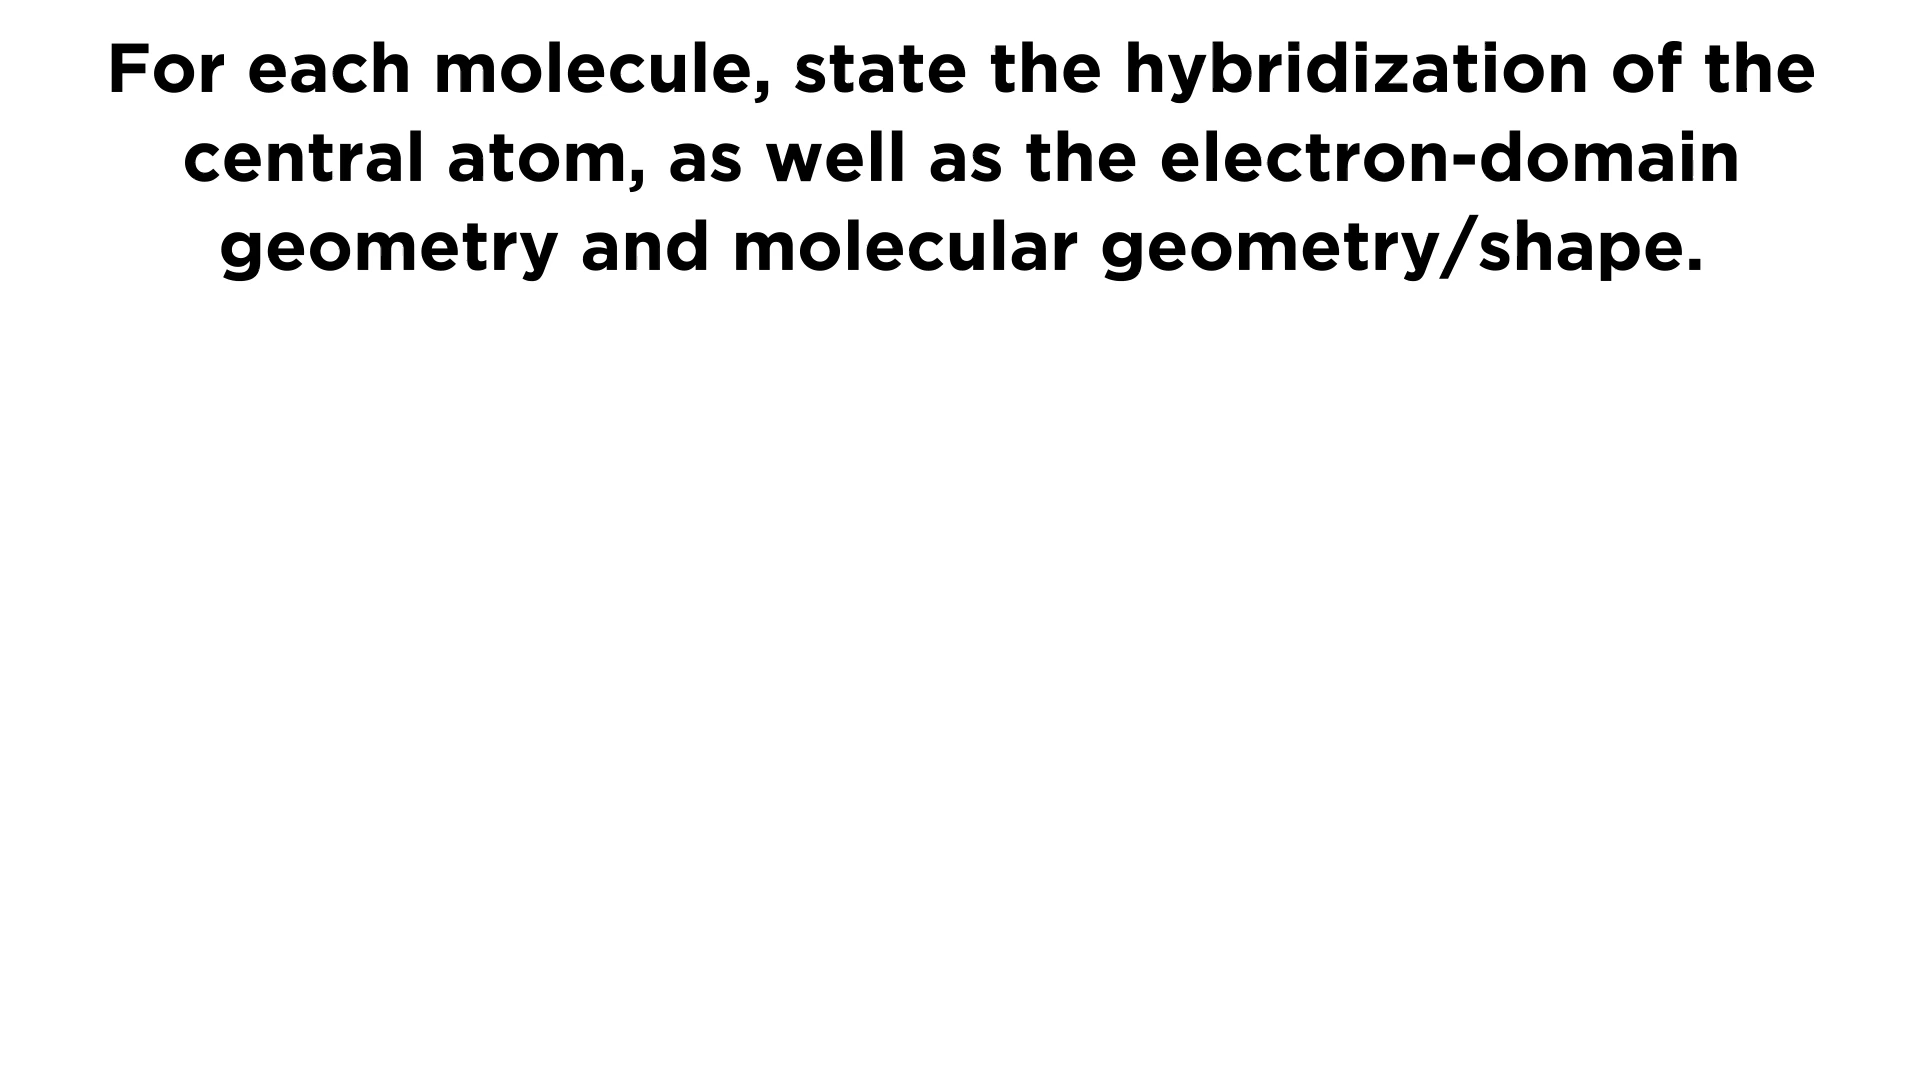 For each molecule, state the hybridization of the
central atom, as well as the electron-domain
geometry and molecular geometry/shape.